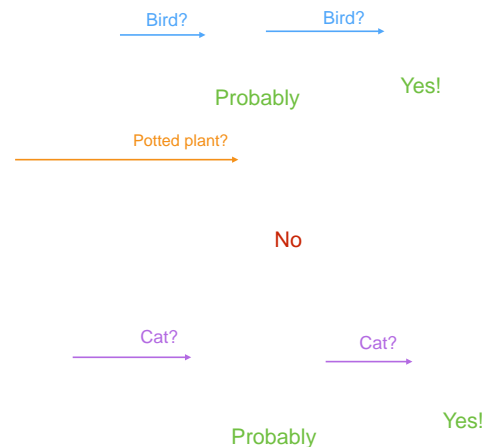 Bird?
Bird?
Probably
Yes!
Potted plant?
No
Cat?
Cat?
Probably
Yes!